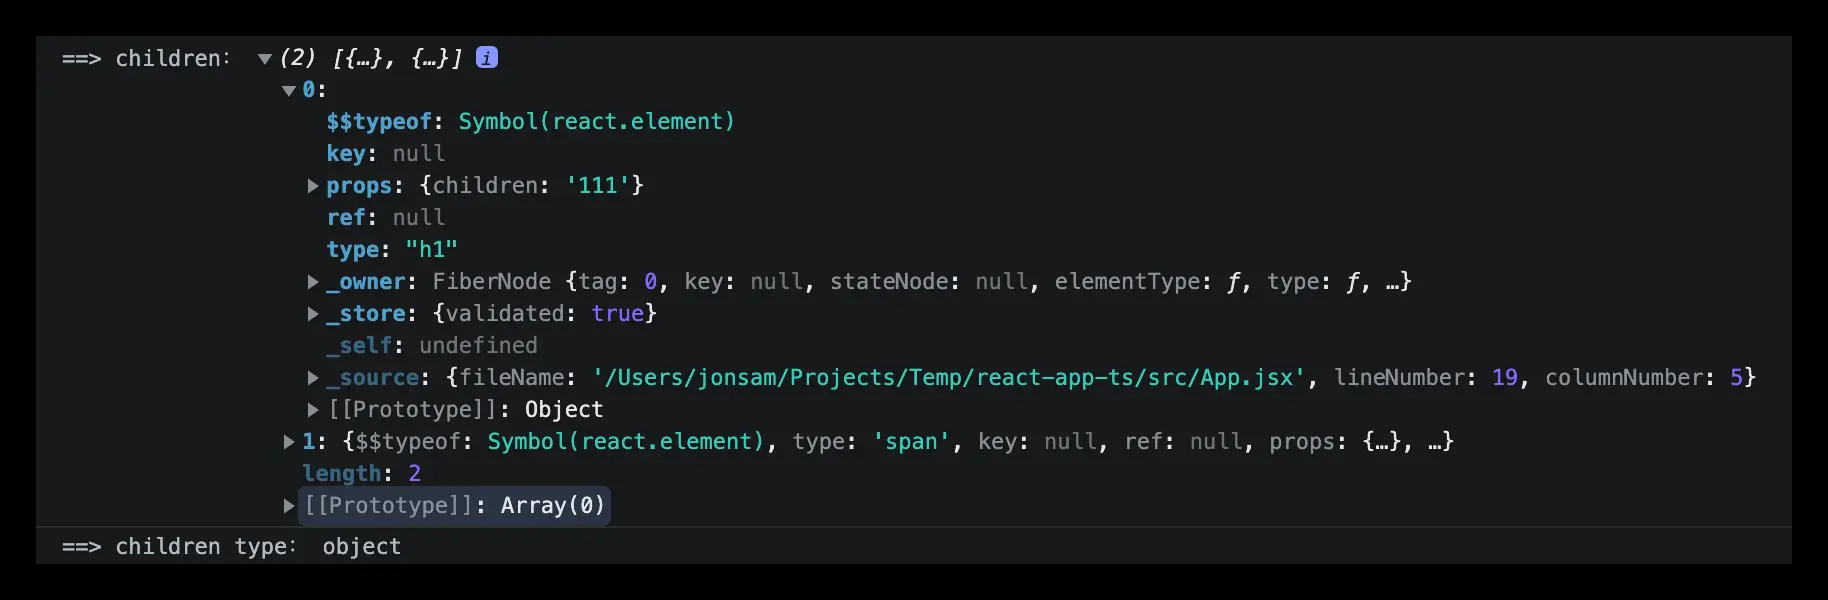 ==> children: ▼(2) [{…}, {…}] i
▼0:
$$typeof: Symbol(react.element)
key: null
▶props: {children: '111'}
ref: null
type: "h1"
▶_owner: FiberNode {tag: 0, key: null, stateNode: null, elementType: ƒ, type: ƒ, …}
▶_store: {validated: true}
_self: undefined
▶_source: {fileName: '/Users/jonsam/Projects/Temp/react-app-ts/src/App.jsx', lineNumber: 19, columnNumber: 5}
▶[[Prototype]]: Object
▶1: {$$typeof: Symbol(react.element), type: 'span', key: null, ref: null, props: {…}, …}
length: 2
▶[[Prototype]]: Array(0)
==> children type: object